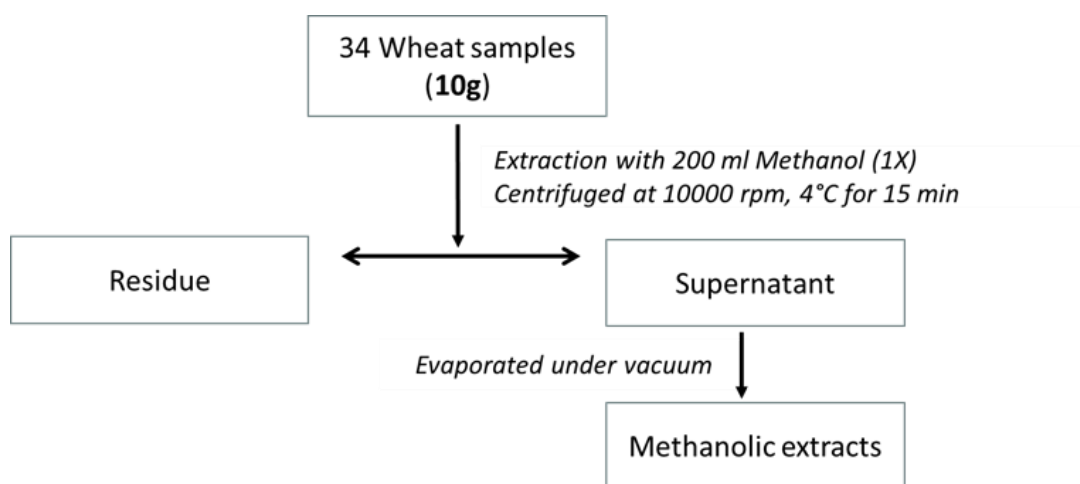 34 Wheat samples
(10g)
Extraction with 200 ml Methanol (1X)
Centrifuged at 10000 rpm, 4°C for 15 min
Residue
Supernatant
Evaporated under vacuum
Methanolic extracts